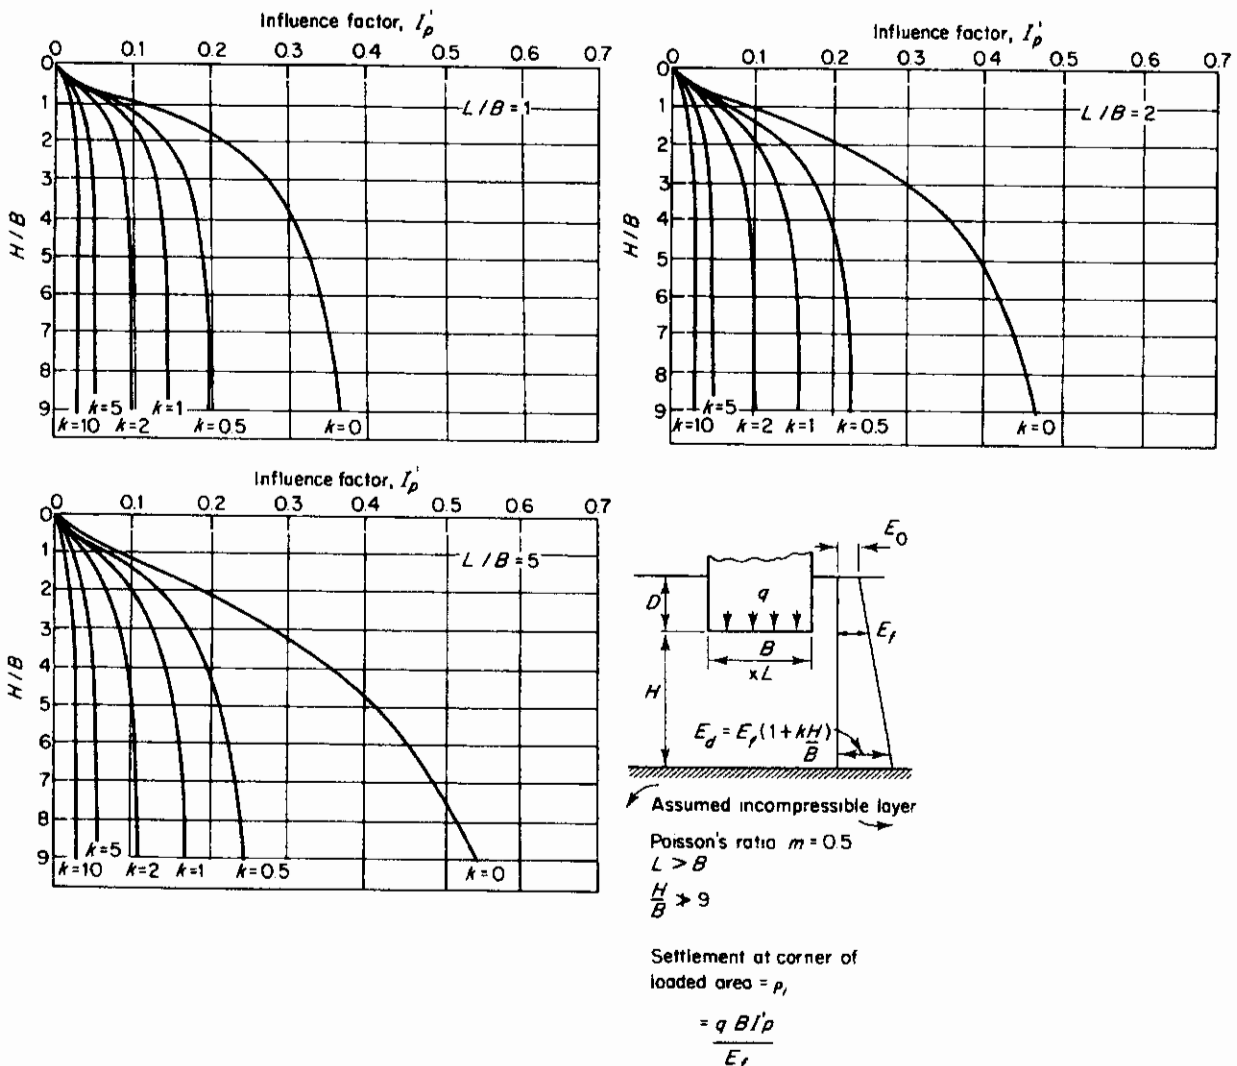 Influence factor, I'p
0 0.1 0.2 0.3 0.4 0.5 0.6 0.7
L/B=1
H/B
0
1
2
3
4
5
6
7
8
9
k=5 k=1
k=10 k=2 k=0.5 k=0
Influence factor, I'p
0 0.1 0.2 0.3 0.4 0.5 0.6 0.7
L/B=2
H/B
0
1
2
3
4
5
6
7
8
9
k=5
k=10 k=2 k=1 k=0.5 k=0
Influence factor, I'p
0 0.1 0.2 0.3 0.4 0.5 0.6 0.7
L/B=5
H/B
0
1
2
3
4
5
6
7
8
9
k=5
k=10 k=2 k=1 k=0.5 k=0
E0
D
q
Ef
B
xL
H
Ed = Ef(1+kH/B)
Assumed incompressible layer
Poisson's ratio m = 0.5
L > B
H/B ≯ 9
Settlement at corner of
loaded area = ρi
= q B I'p / Ef